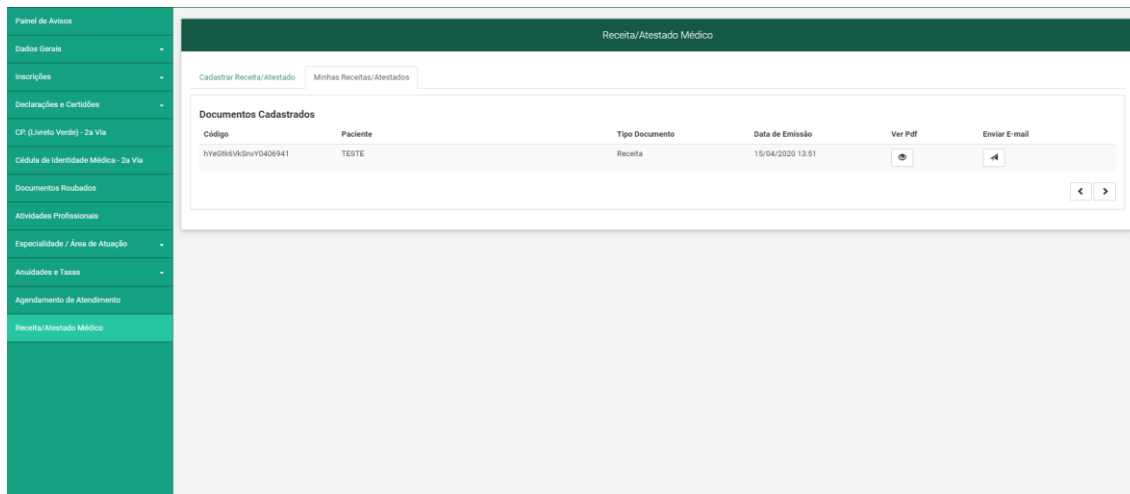 Painel de Avisos
Dados Gerais
Inscrições
Declarações e Certidões
CP. (Livreto Verde) - 2a Via
Cédula de Identidade Médica - 2a Via
Documentos Roubados
Atividades Profissionais
Especialidade / Área de Atuação
Anuidades e Taxas
Agendamento de Atendimento
Receita/Atestado Médico
Receita/Atestado Médico
Cadastrar Receita/Atestado Minhas Receitas/Atestados
Documentos Cadastrados
Código Paciente Tipo Documento Data de Emissão Ver Pdf Enviar E-mail
hYeGtk6VkSnvY0406941 TESTE Receita 15/04/2020 13:51